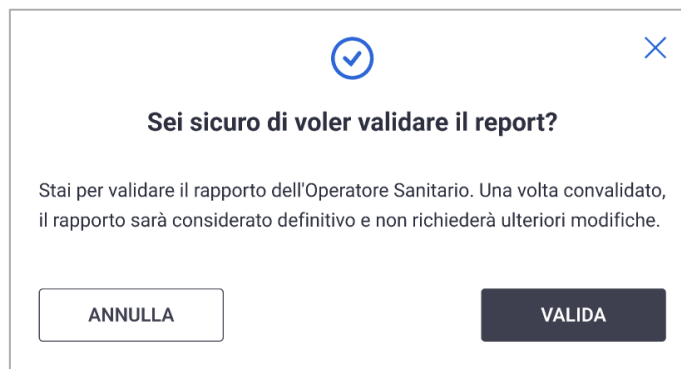 Sei sicuro di voler validare il report?
Stai per validare il rapporto dell'Operatore Sanitario. Una volta convalidato,
il rapporto sarà considerato definitivo e non richiederà ulteriori modifiche.
ANNULLA
VALIDA